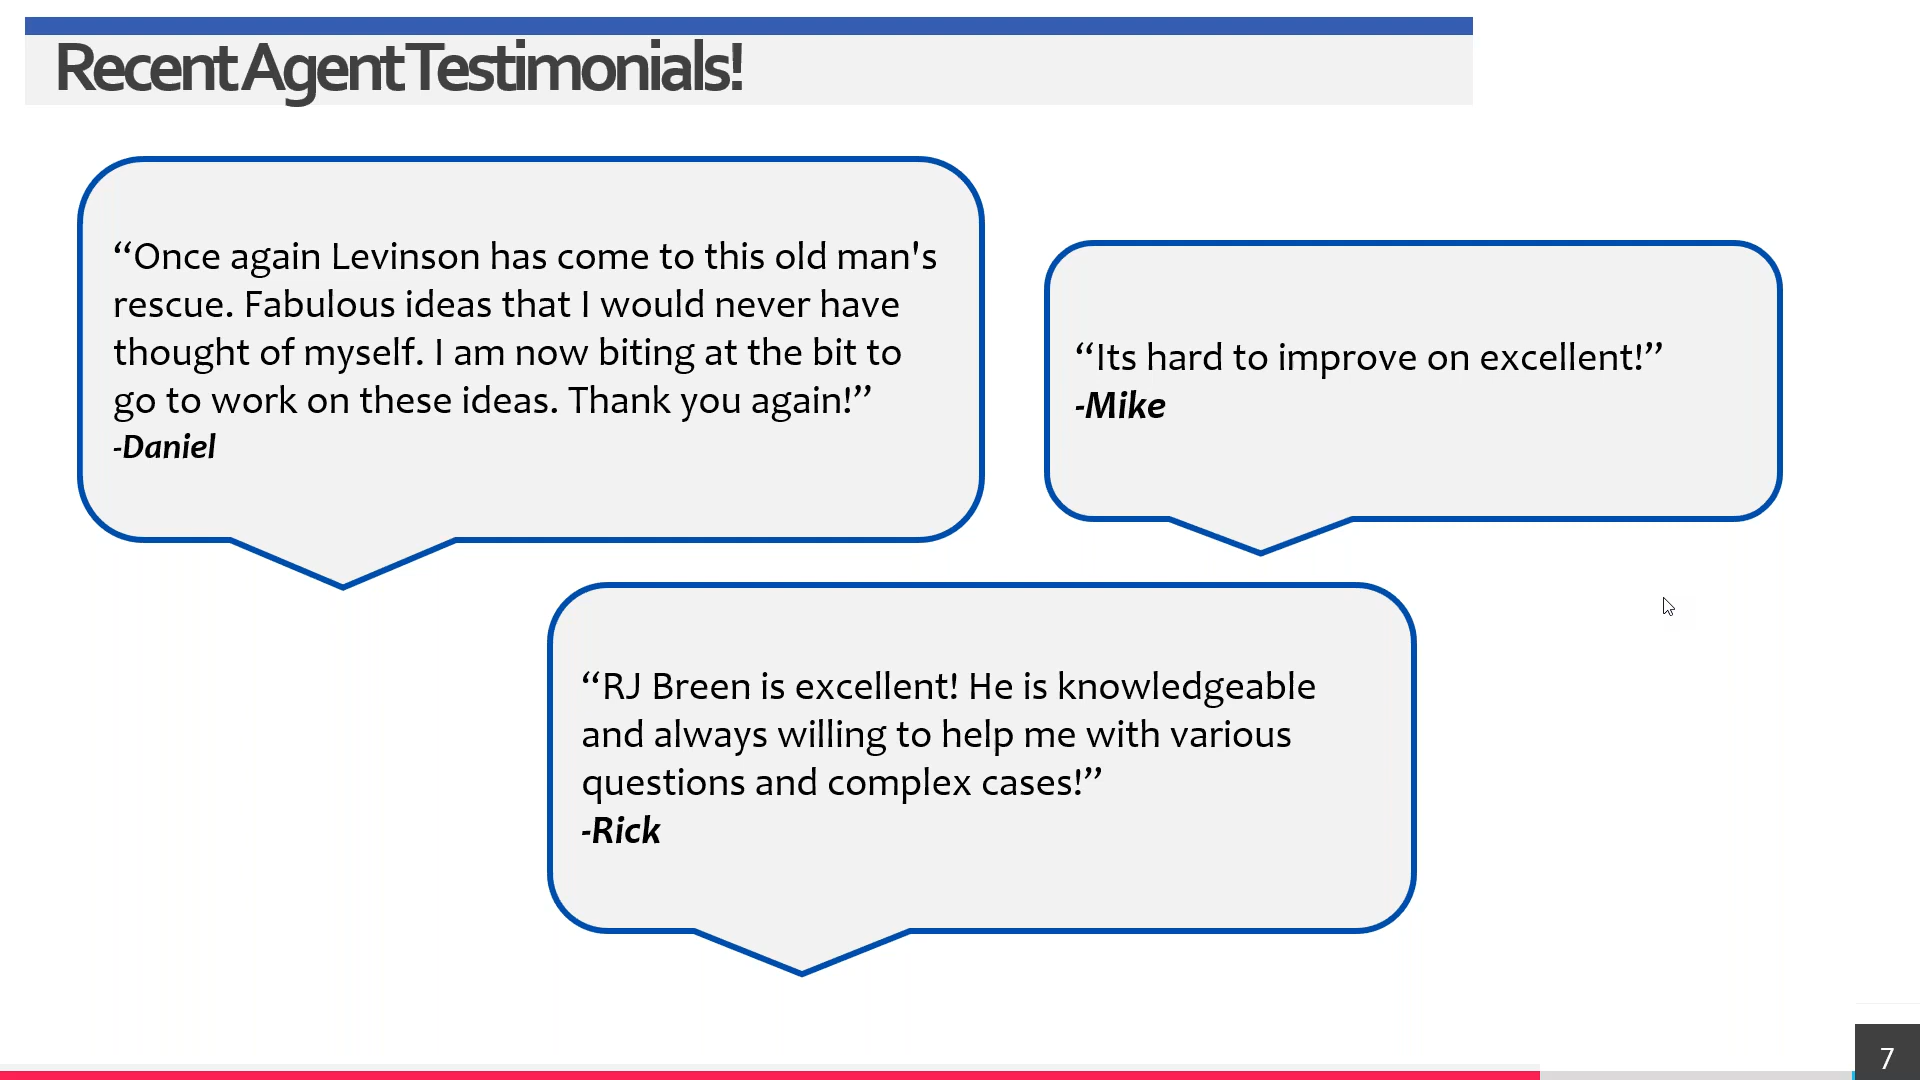 Recent Agent Testimonials!
“Once again Levinson has come to this old man's
rescue. Fabulous ideas that I would never have
thought of myself. I am now biting at the bit to
go to work on these ideas. Thank you again!”
-Daniel
“Its hard to improve on excellent!”
-Mike
“RJ Breen is excellent! He is knowledgeable
and always willing to help me with various
questions and complex cases!”
-Rick
7